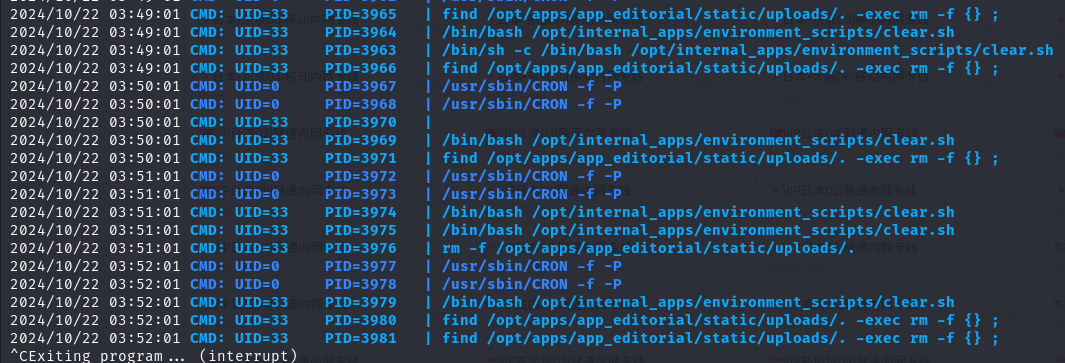 2024/10/22 03:49:01 CMD: UID=33 PID=3965 | find /opt/apps/app_editorial/static/uploads/. -exec rm -f {} ;
2024/10/22 03:49:01 CMD: UID=33 PID=3964 | /bin/bash /opt/internal_apps/environment_scripts/clear.sh
2024/10/22 03:49:01 CMD: UID=33 PID=3963 | /bin/sh -c /bin/bash /opt/internal_apps/environment_scripts/clear.sh
2024/10/22 03:49:01 CMD: UID=33 PID=3966 | find /opt/apps/app_editorial/static/uploads/. -exec rm -f {} ;
2024/10/22 03:50:01 CMD: UID=0 PID=3967 | /usr/sbin/CRON -f -P
2024/10/22 03:50:01 CMD: UID=0 PID=3968 | /usr/sbin/CRON -f -P
2024/10/22 03:50:01 CMD: UID=33 PID=3970 |
2024/10/22 03:50:01 CMD: UID=33 PID=3969 | /bin/bash /opt/internal_apps/environment_scripts/clear.sh
2024/10/22 03:50:01 CMD: UID=33 PID=3971 | find /opt/apps/app_editorial/static/uploads/. -exec rm -f {} ;
2024/10/22 03:51:01 CMD: UID=0 PID=3972 | /usr/sbin/CRON -f -P
2024/10/22 03:51:01 CMD: UID=0 PID=3973 | /usr/sbin/CRON -f -P
2024/10/22 03:51:01 CMD: UID=33 PID=3974 | /bin/bash /opt/internal_apps/environment_scripts/clear.sh
2024/10/22 03:51:01 CMD: UID=33 PID=3975 | /bin/bash /opt/internal_apps/environment_scripts/clear.sh
2024/10/22 03:51:01 CMD: UID=33 PID=3976 | rm -f /opt/apps/app_editorial/static/uploads/.
2024/10/22 03:52:01 CMD: UID=0 PID=3977 | /usr/sbin/CRON -f -P
2024/10/22 03:52:01 CMD: UID=0 PID=3978 | /usr/sbin/CRON -f -P
2024/10/22 03:52:01 CMD: UID=33 PID=3979 | /bin/bash /opt/internal_apps/environment_scripts/clear.sh
2024/10/22 03:52:01 CMD: UID=33 PID=3980 | find /opt/apps/app_editorial/static/uploads/. -exec rm -f {} ;
2024/10/22 03:52:01 CMD: UID=33 PID=3981 | find /opt/apps/app_editorial/static/uploads/. -exec rm -f {} ;
^CExiting program... (interrupt)